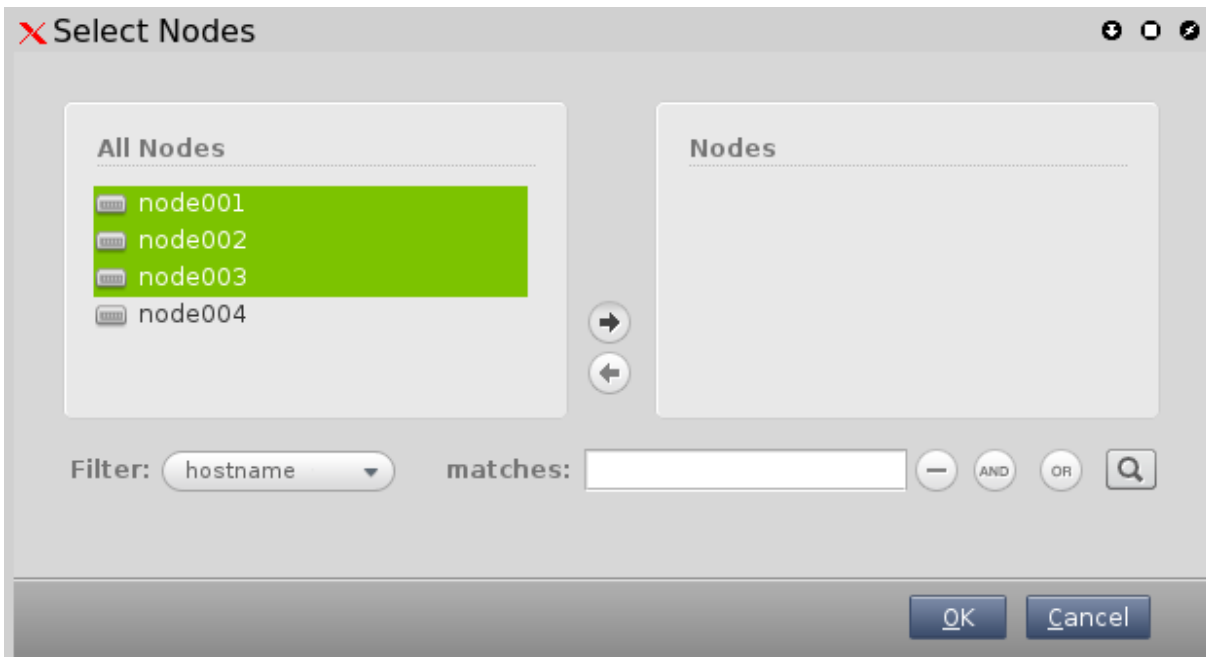 Select Nodes
All Nodes
node001
node002
node003
node004
Nodes
Filter: hostname matches: AND OR
OK Cancel